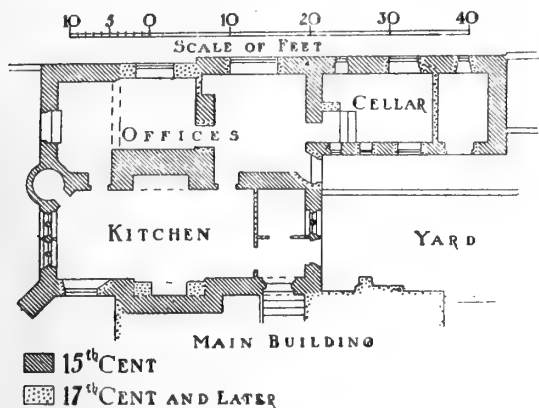 10 5 0 10 20 30 40
SCALE OF FEET
CELLAR
OFFICES
KITCHEN
YARD
MAIN BUILDING
15th CENT
17th CENT AND LATER